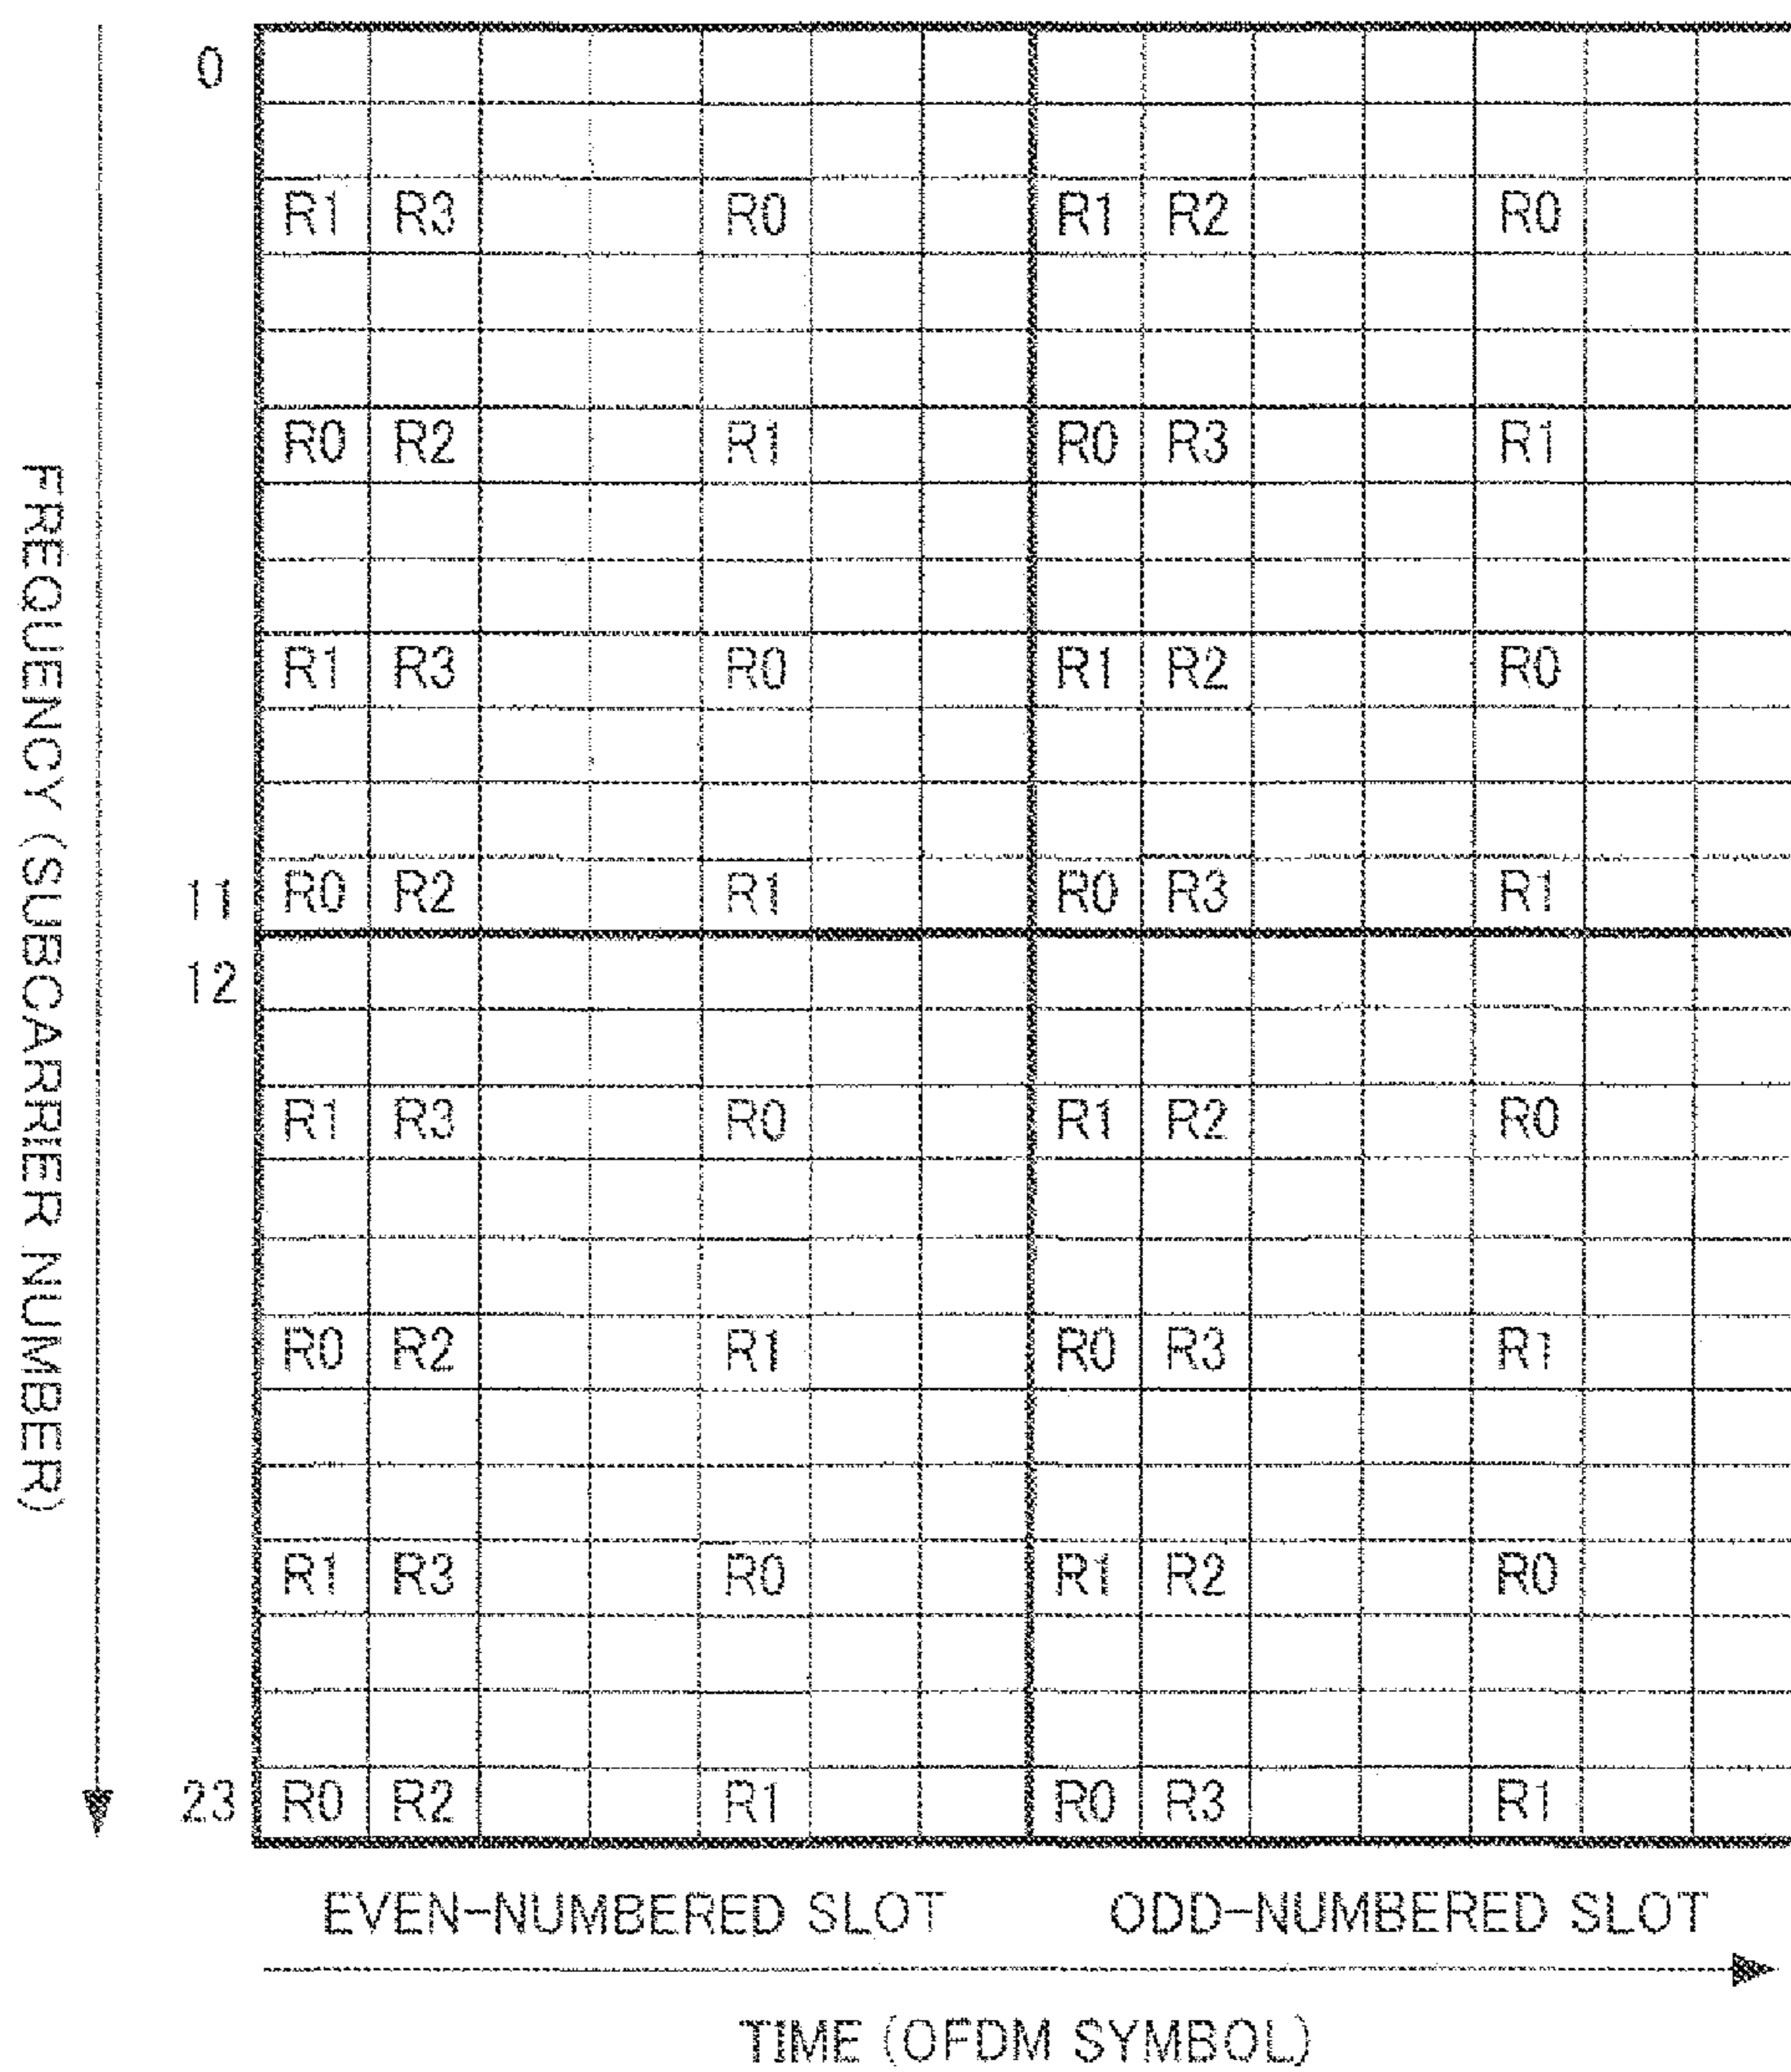 0
R1 R3 R0 R1 R2 R0
R0 R2 R1 R0 R3 R1
R1 R3 R0 R1 R2 R0
11 R0 R2 R1 R0 R3 R1
12
R1 R3 R0 R1 R2 R0
R0 R2 R1 R0 R3 R1
R1 R3 R0 R1 R2 R0
23 R0 R2 R1 R0 R3 R1
FREQUENCY (SUBCARRIER NUMBER)
EVEN-NUMBERED SLOT ODD-NUMBERED SLOT
TIME (OFDM SYMBOL)